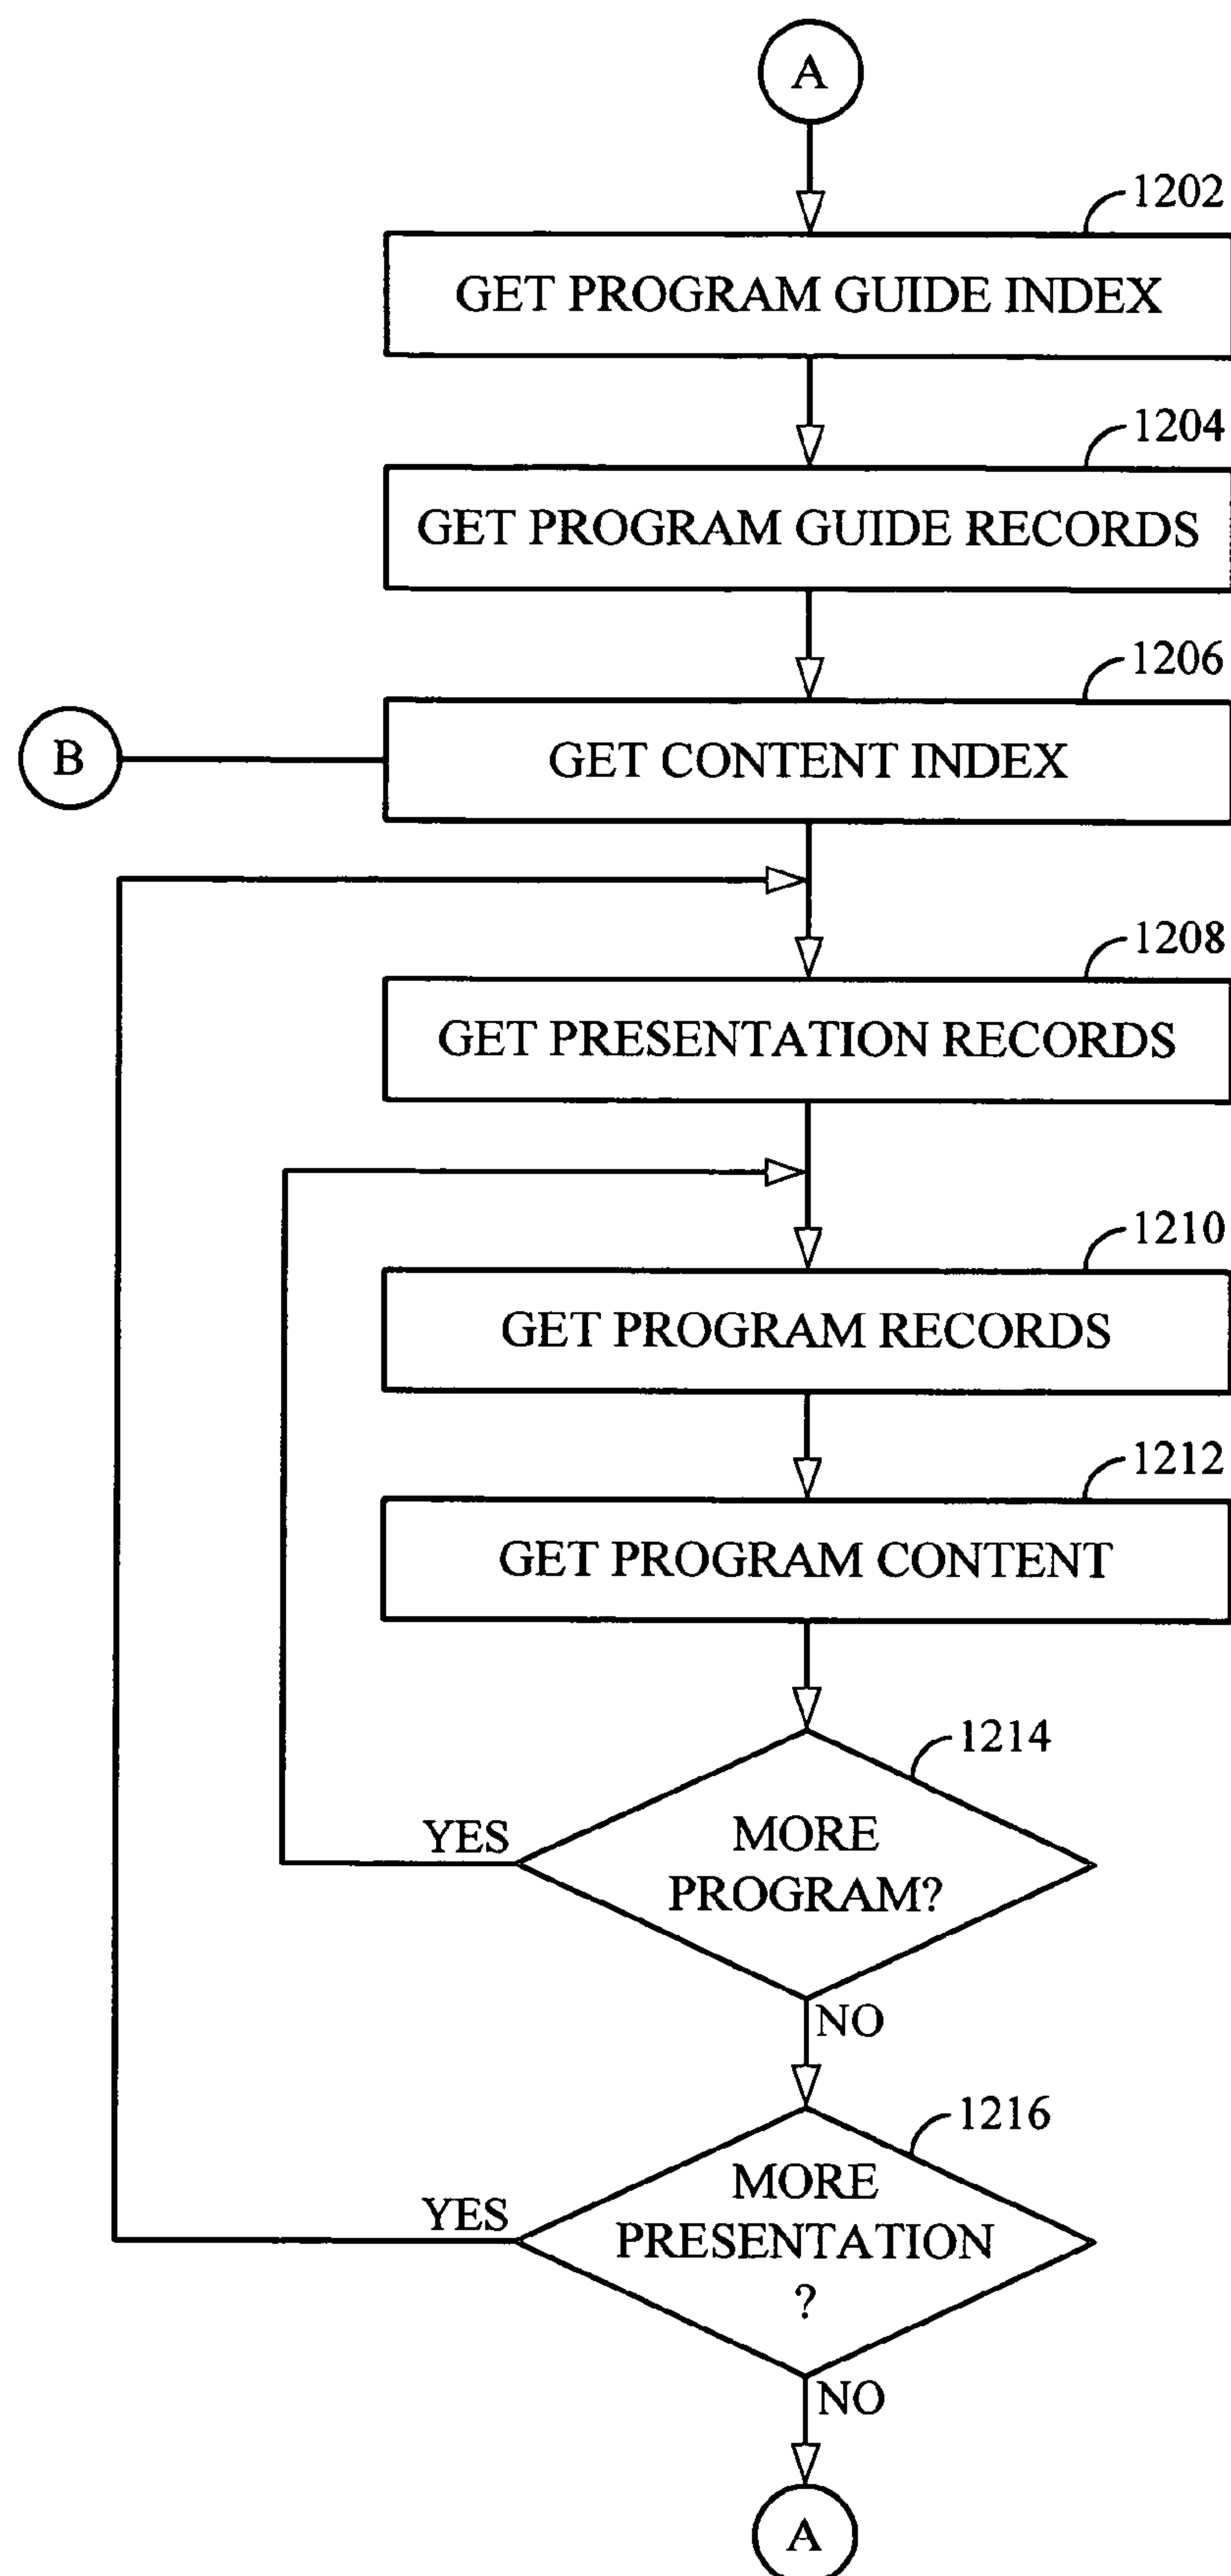 A
1202
GET PROGRAM GUIDE INDEX
1204
GET PROGRAM GUIDE RECORDS
1206
B
GET CONTENT INDEX
1208
GET PRESENTATION RECORDS
1210
GET PROGRAM RECORDS
1212
GET PROGRAM CONTENT
1214
YES
MORE
PROGRAM?
NO
1216
YES
MORE
PRESENTATION
?
NO
A